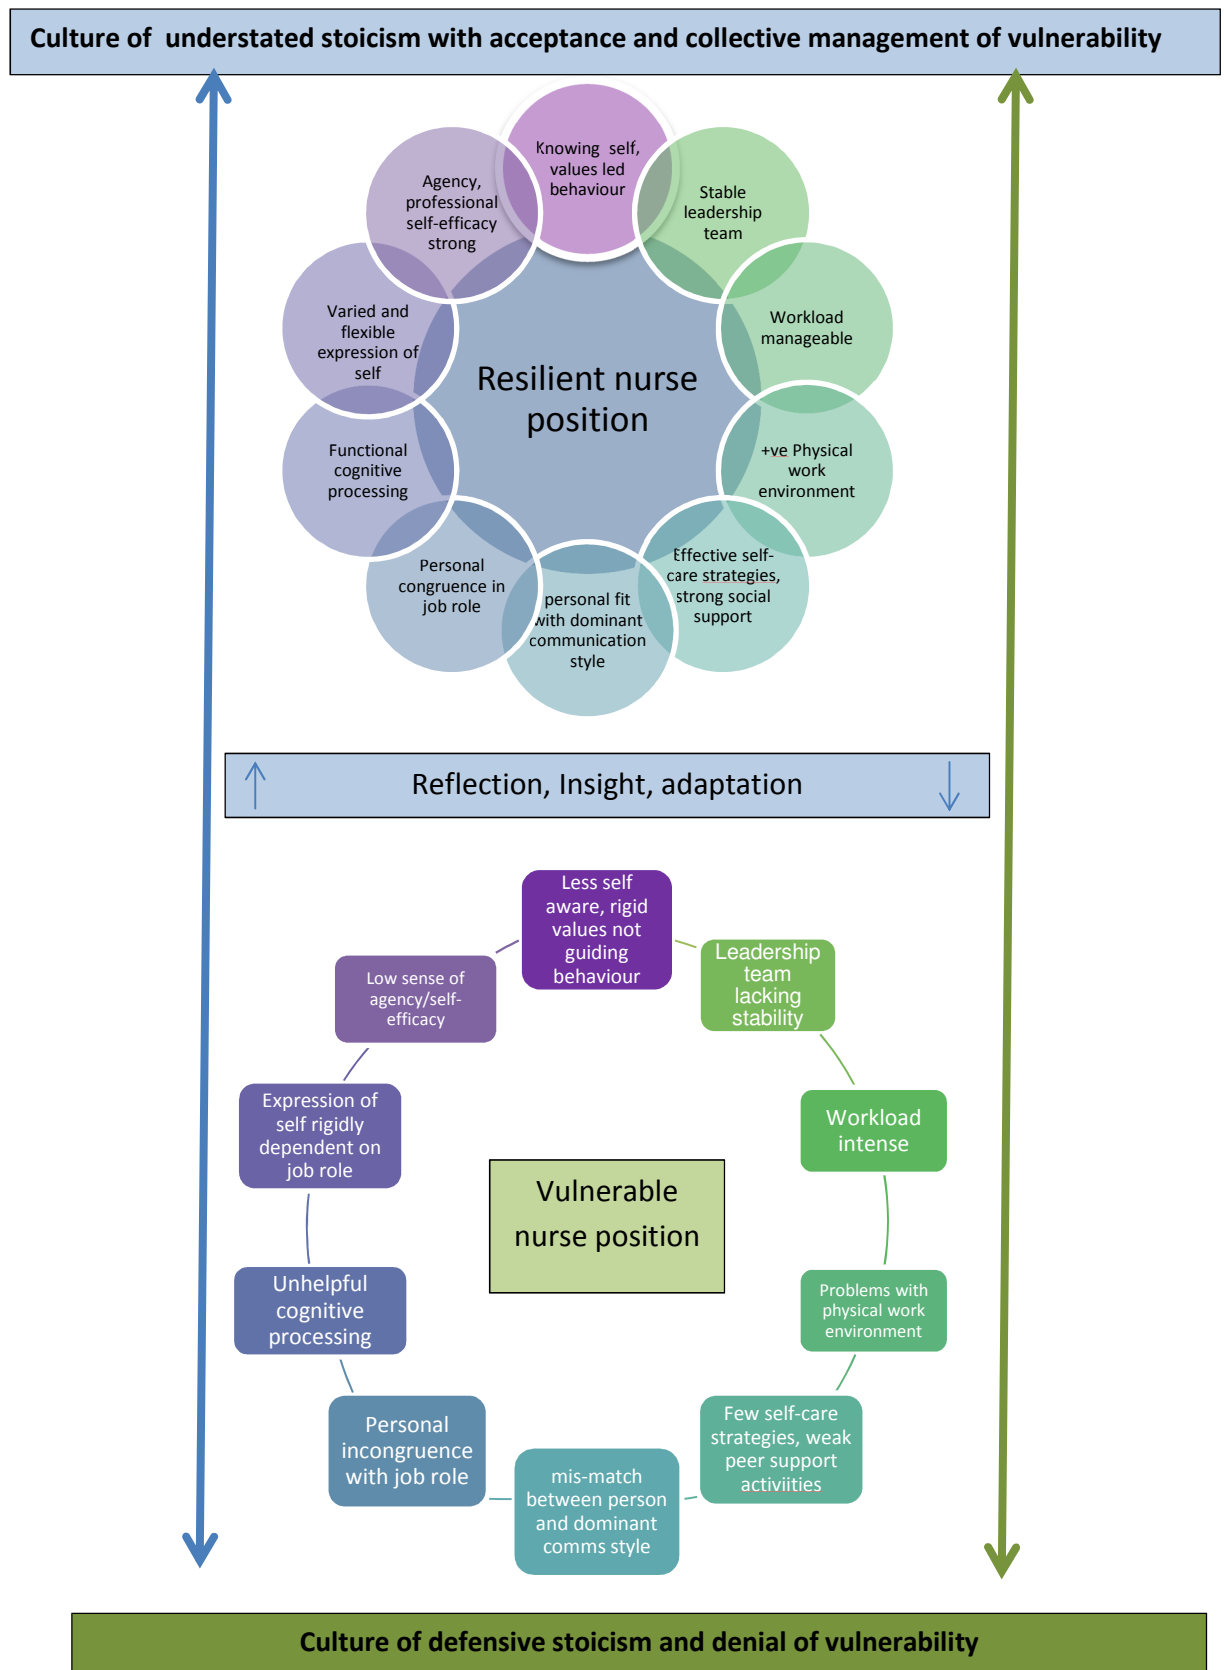 Culture of understated stoicism with acceptance and collective management of vulnerability
Knowing self,
values led
behaviour
Stable
leadership
team
Workload
manageable
+ve Physical
work
environment
Effective self-
care strategies,
strong social
support
personal fit
with dominant
communication
style
Personal
congruence in
job role
Functional
cognitive
processing
Varied and
flexible
expression of
self
Agency,
professional
self-efficacy
strong
Resilient nurse
position
Reflection, Insight, adaptation
Less self
aware, rigid
values not
guiding
behaviour
Leadership
team
lacking
stability
Workload
intense
Problems with
physical work
environment
Few self-care
strategies, weak
peer support
activiities
mis-match
between person
and dominant
comms style
Personal
incongruence
with job role
Unhelpful
cognitive
processing
Expression of
self rigidly
dependent on
job role
Low sense of
agency/self-
efficacy
Vulnerable
nurse position
Culture of defensive stoicism and denial of vulnerability